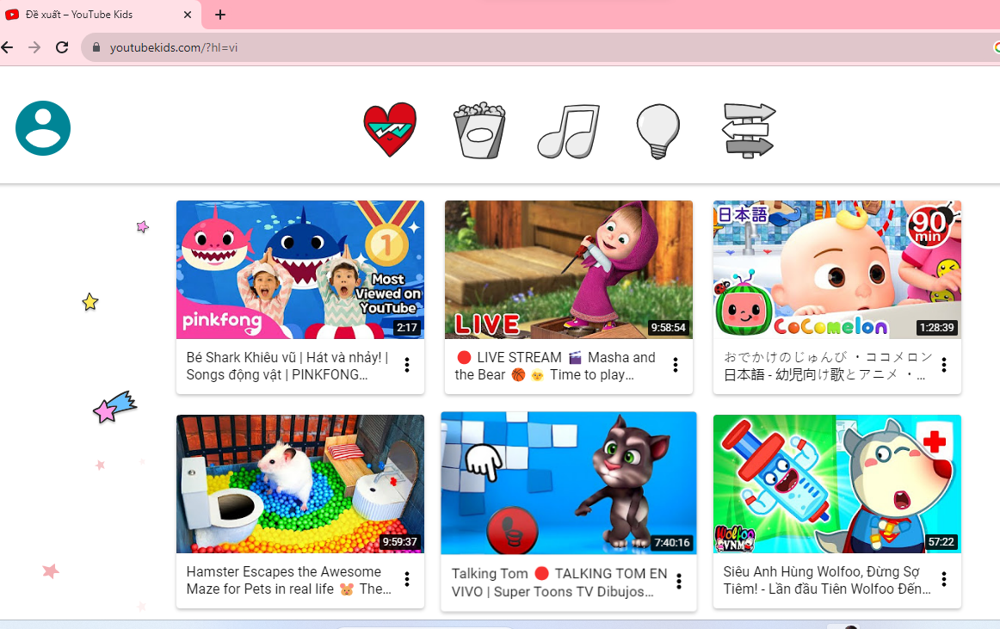 Đề xuất – YouTube Kids
youtubekids.com/?hl=vi
1
Most
Viewed on
YouTube
pinkfong
2:17
LIVE
9:58:54
日本語
90
min
CoComelon
1:28:39
Bé Shark Khiêu vũ | Hát và nhảy! |
Songs động vật | PINKFONG...
🔴 LIVE STREAM 🎬 Masha and
the Bear 🏀 🌝 Time to play...
おでかけのじゅんび ・ココメロン
日本語 - 幼児向け歌とアニメ ・...
9:59:37
7:40:16
Wolfoo
VNM
57:22
Hamster Escapes the Awesome
Maze for Pets in real life 🐹 The...
Talking Tom 🔴 TALKING TOM EN
VIVO | Super Toons TV Dibujos...
Siêu Anh Hùng Wolfoo, Đừng Sợ
Tiêm! - Lần đầu Tiên Wolfoo Đến...